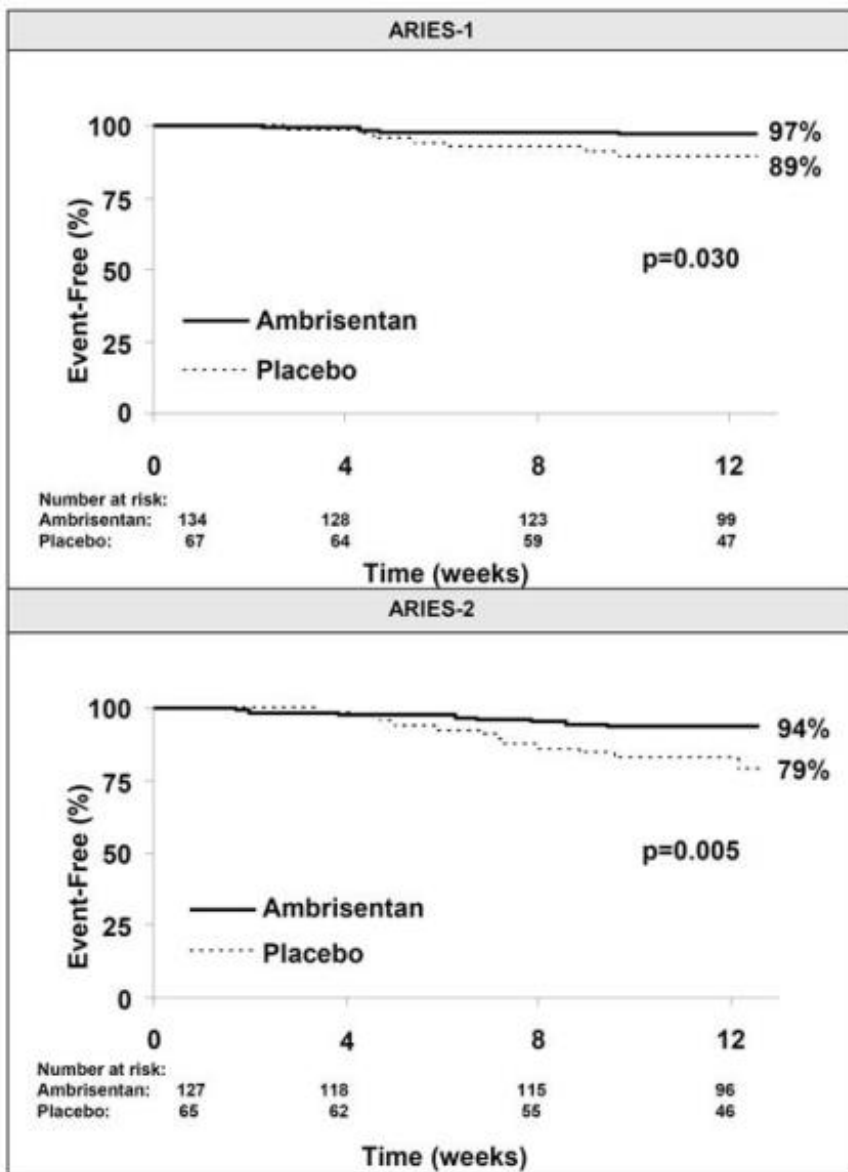 ARIES-1
100
75
50
25
0
Event-Free (%)
97%
89%
p=0.030
Ambrisentan
Placebo
0 4 8 12
Number at risk:
Ambrisentan: 134 128 123 99
Placebo: 67 64 59 47
Time (weeks)
ARIES-2
100
75
50
25
0
Event-Free (%)
94%
79%
p=0.005
Ambrisentan
Placebo
0 4 8 12
Number at risk:
Ambrisentan: 127 118 115 96
Placebo: 65 62 55 46
Time (weeks)